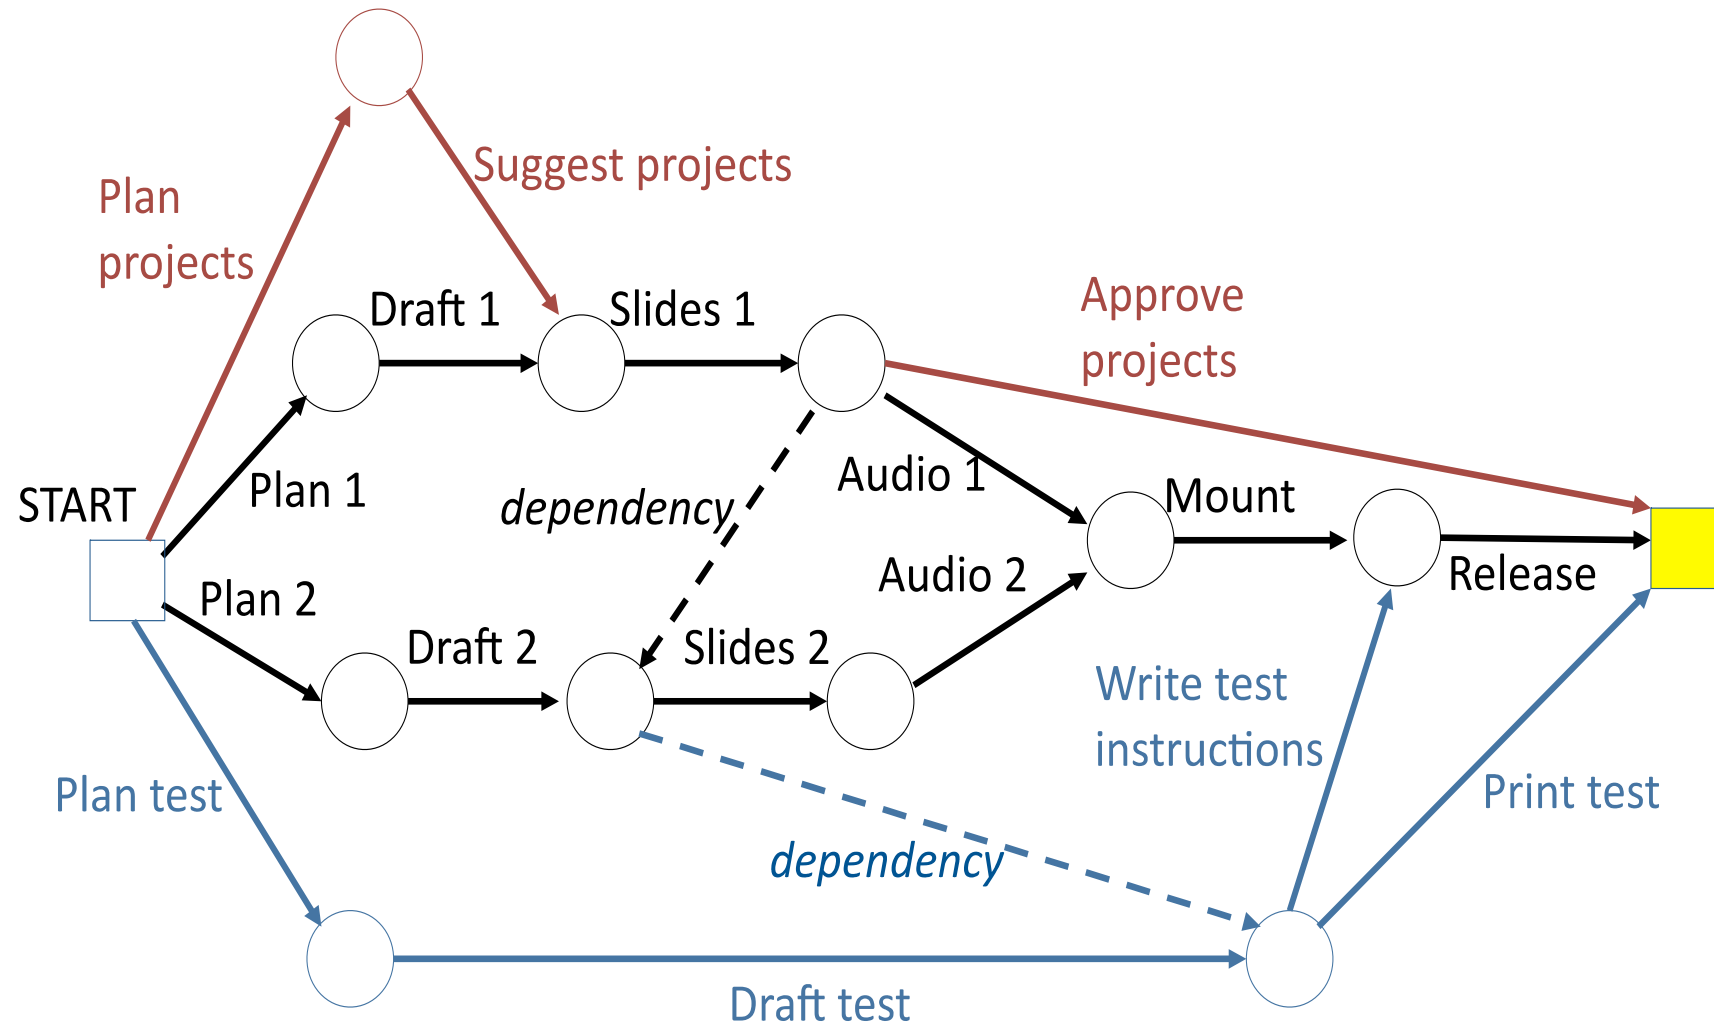 Suggest projects
Plan
projects
Draft 1
Slides 1
Approve
projects
START
Plan 1
dependency
Audio 1
Mount
Plan 2
Audio 2
Release
Draft 2
Slides 2
Write test
instructions
Plan test
Print test
dependency
Draft test